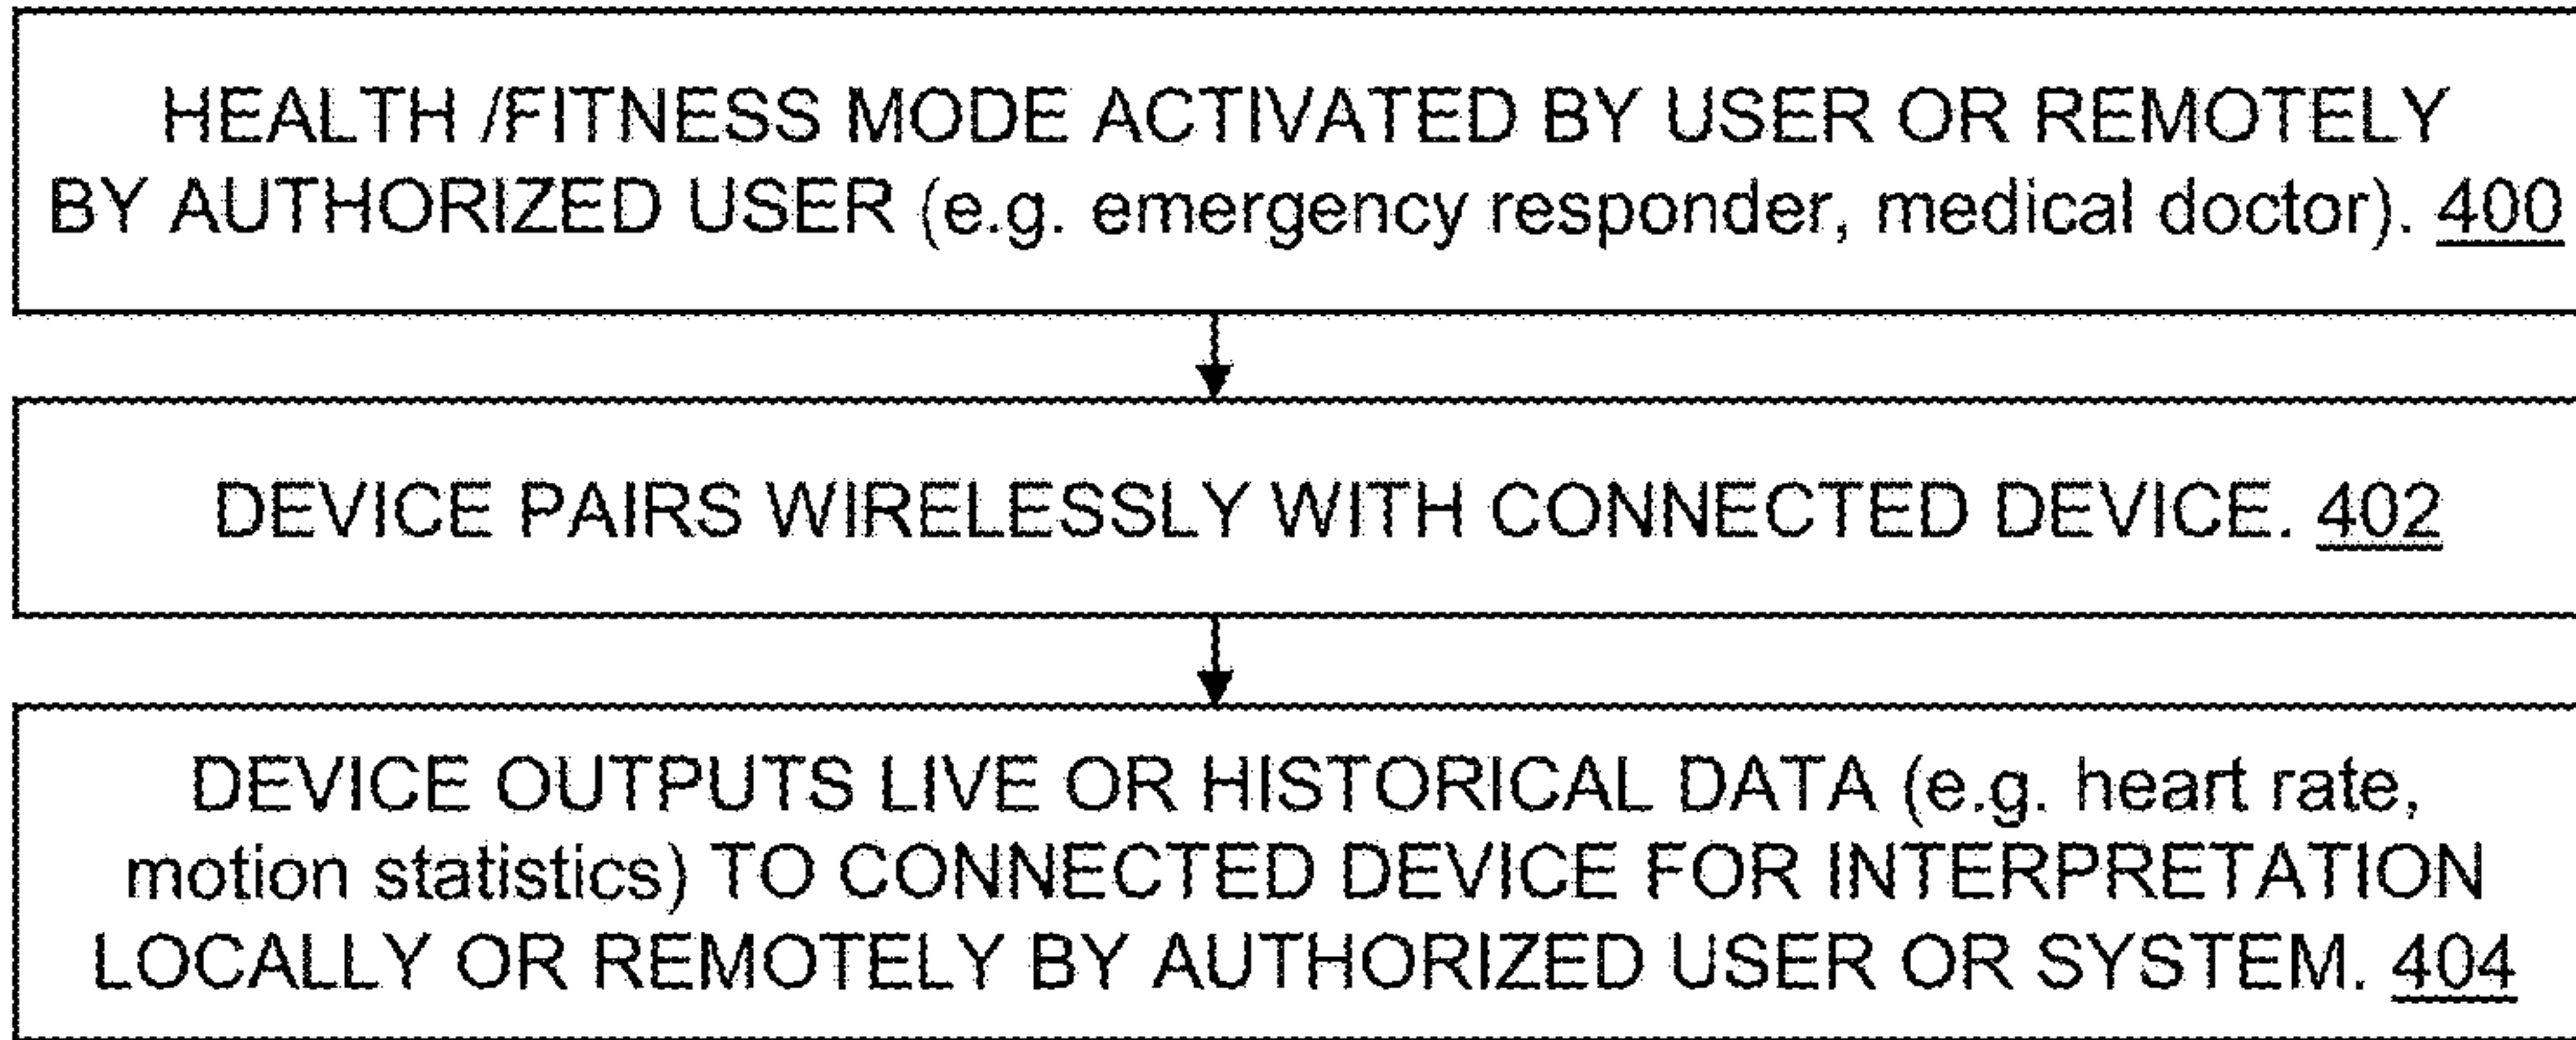 HEALTH /FITNESS MODE ACTIVATED BY USER OR REMOTELY
BY AUTHORIZED USER (e.g. emergency responder, medical doctor). 400
DEVICE PAIRS WIRELESSLY WITH CONNECTED DEVICE. 402
DEVICE OUTPUTS LIVE OR HISTORICAL DATA (e.g. heart rate,
motion statistics) TO CONNECTED DEVICE FOR INTERPRETATION
LOCALLY OR REMOTELY BY AUTHORIZED USER OR SYSTEM. 404